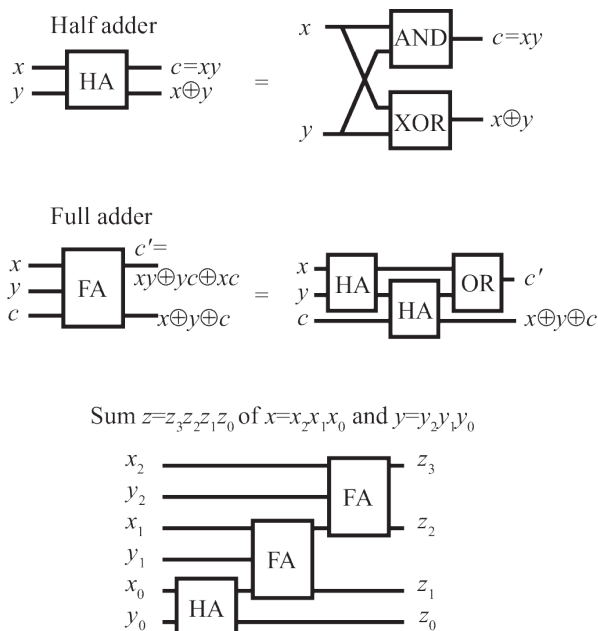 Half adder
x
y
HA
c=xy
x⊕y
=
x
y
AND
XOR
c=xy
x⊕y
Full adder
x
y
c
FA
c′=
xy⊕yc⊕xc
x⊕y⊕c
=
x
y
c
HA
HA
OR
c′
x⊕y⊕c
Sum z=z₃z₂z₁z₀ of x=x₂x₁x₀ and y=y₂y₁y₀
x₂
y₂
x₁
y₁
x₀
y₀
HA
FA
FA
z₃
z₂
z₁
z₀